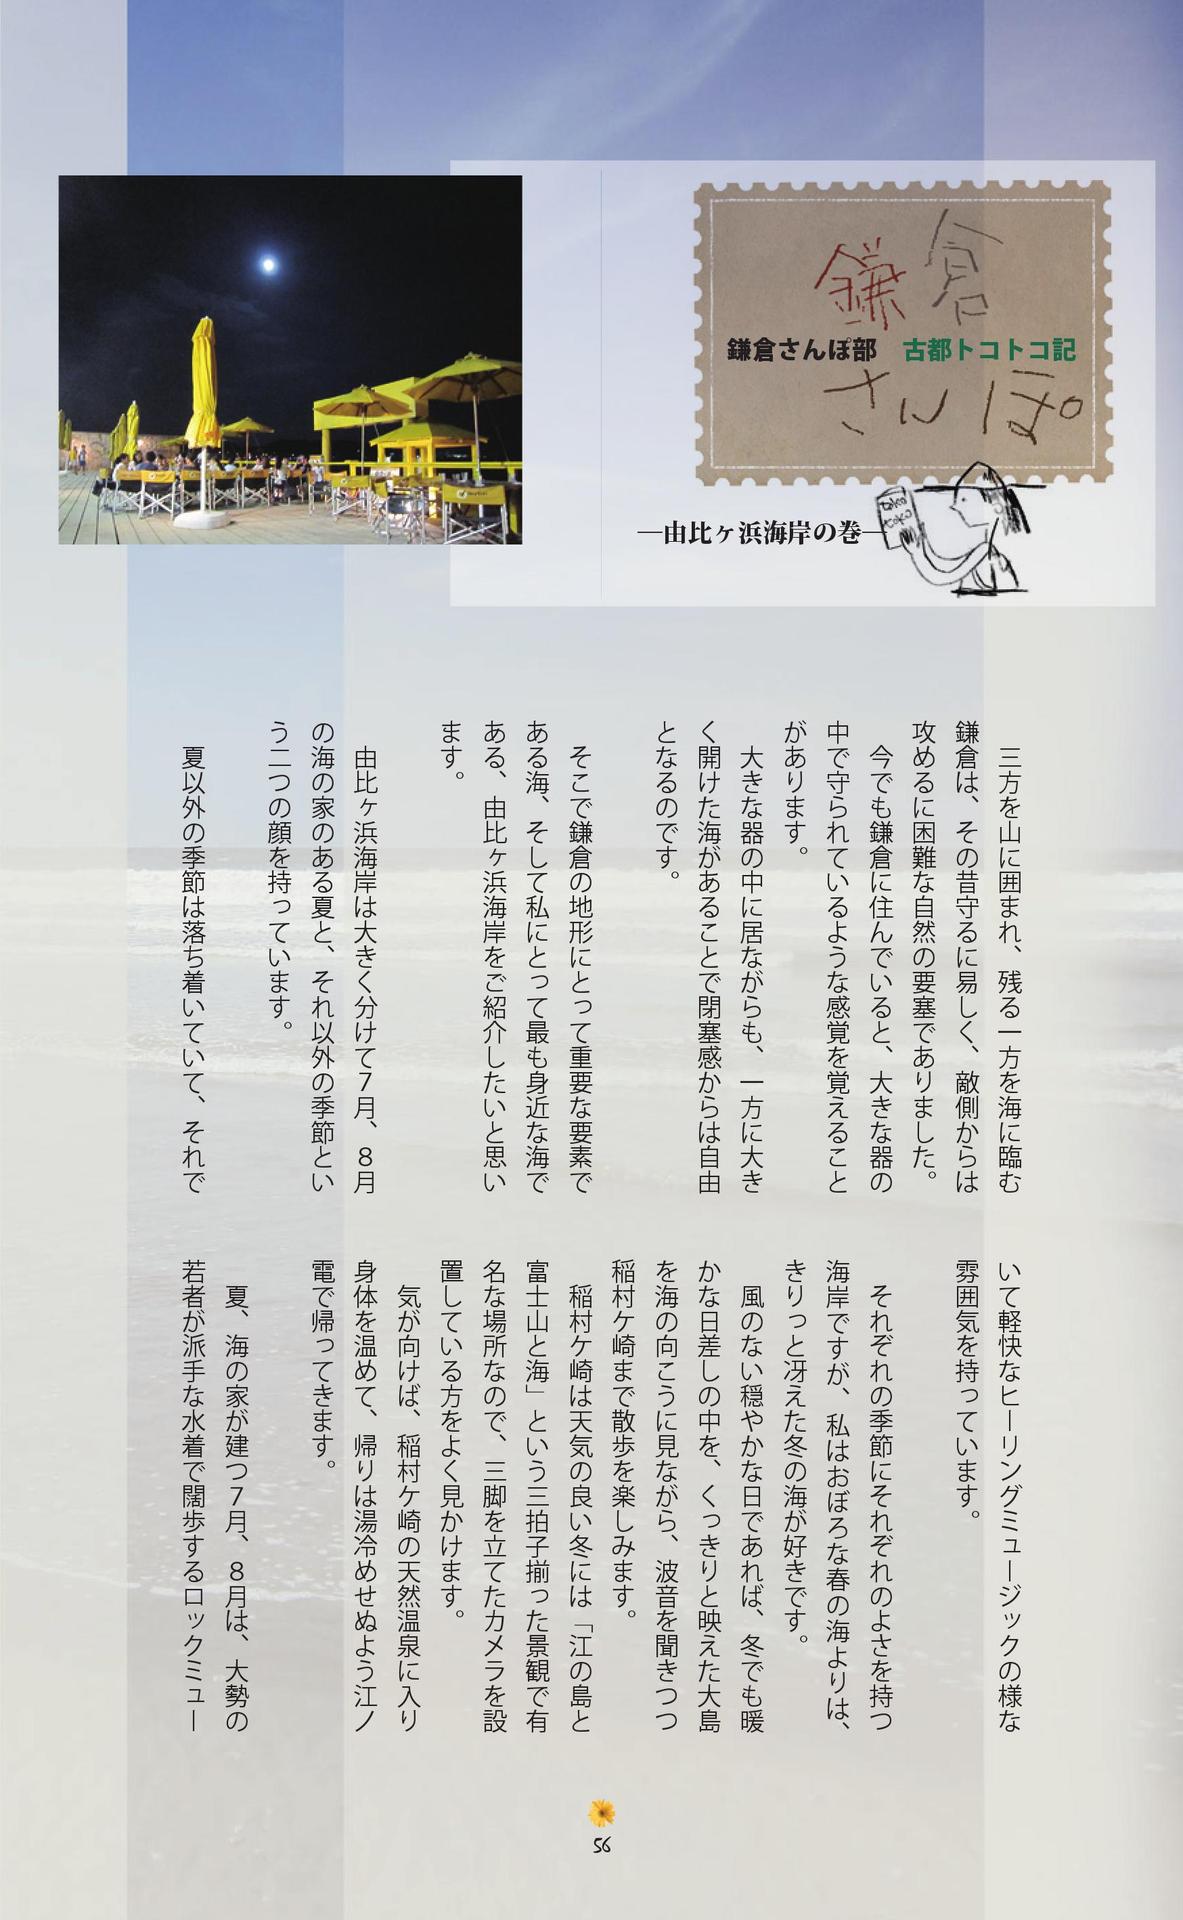 鎌倉
鎌倉さんぽ部　古都トコトコ記
さんぽ
toko
toko
―由比ヶ浜海岸の巻―
三方を山に囲まれ、残る一方を海に臨む
鎌倉は、その昔守るに易しく、敵側からは
攻めるに困難な自然の要塞でありました。
今でも鎌倉に住んでいると、大きな器の
中で守られているような感覚を覚えること
があります。
大きな器の中に居ながらも、一方に大き
く開けた海があることで閉塞感からは自由
となるのです。
そこで鎌倉の地形にとって重要な要素で
ある海、そして私にとって最も身近な海で
ある、由比ヶ浜海岸をご紹介したいと思い
ます。
由比ヶ浜海岸は大きく分けて７月、８月
の海の家のある夏と、それ以外の季節とい
う二つの顔を持っています。
夏以外の季節は落ち着いていて、それで
いて軽快なヒーリングミュージックの様な
雰囲気を持っています。
それぞれの季節にそれぞれのよさを持つ
海岸ですが、私はおぼろな春の海よりは、
きりっと冴えた冬の海が好きです。
風のない穏やかな日であれば、冬でも暖
かな日差しの中を、くっきりと映えた大島
を海の向こうに見ながら、波音を聞きつつ
稲村ケ崎まで散歩を楽しみます。
稲村ケ崎は天気の良い冬には「江の島と
富士山と海」という三拍子揃った景観で有
名な場所なので、三脚を立てたカメラを設
置している方をよく見かけます。
気が向けば、稲村ケ崎の天然温泉に入り
身体を温めて、帰りは湯冷めせぬよう江ノ
電で帰ってきます。
夏、海の家が建つ７月、８月は、大勢の
若者が派手な水着で闊歩するロックミュー
56